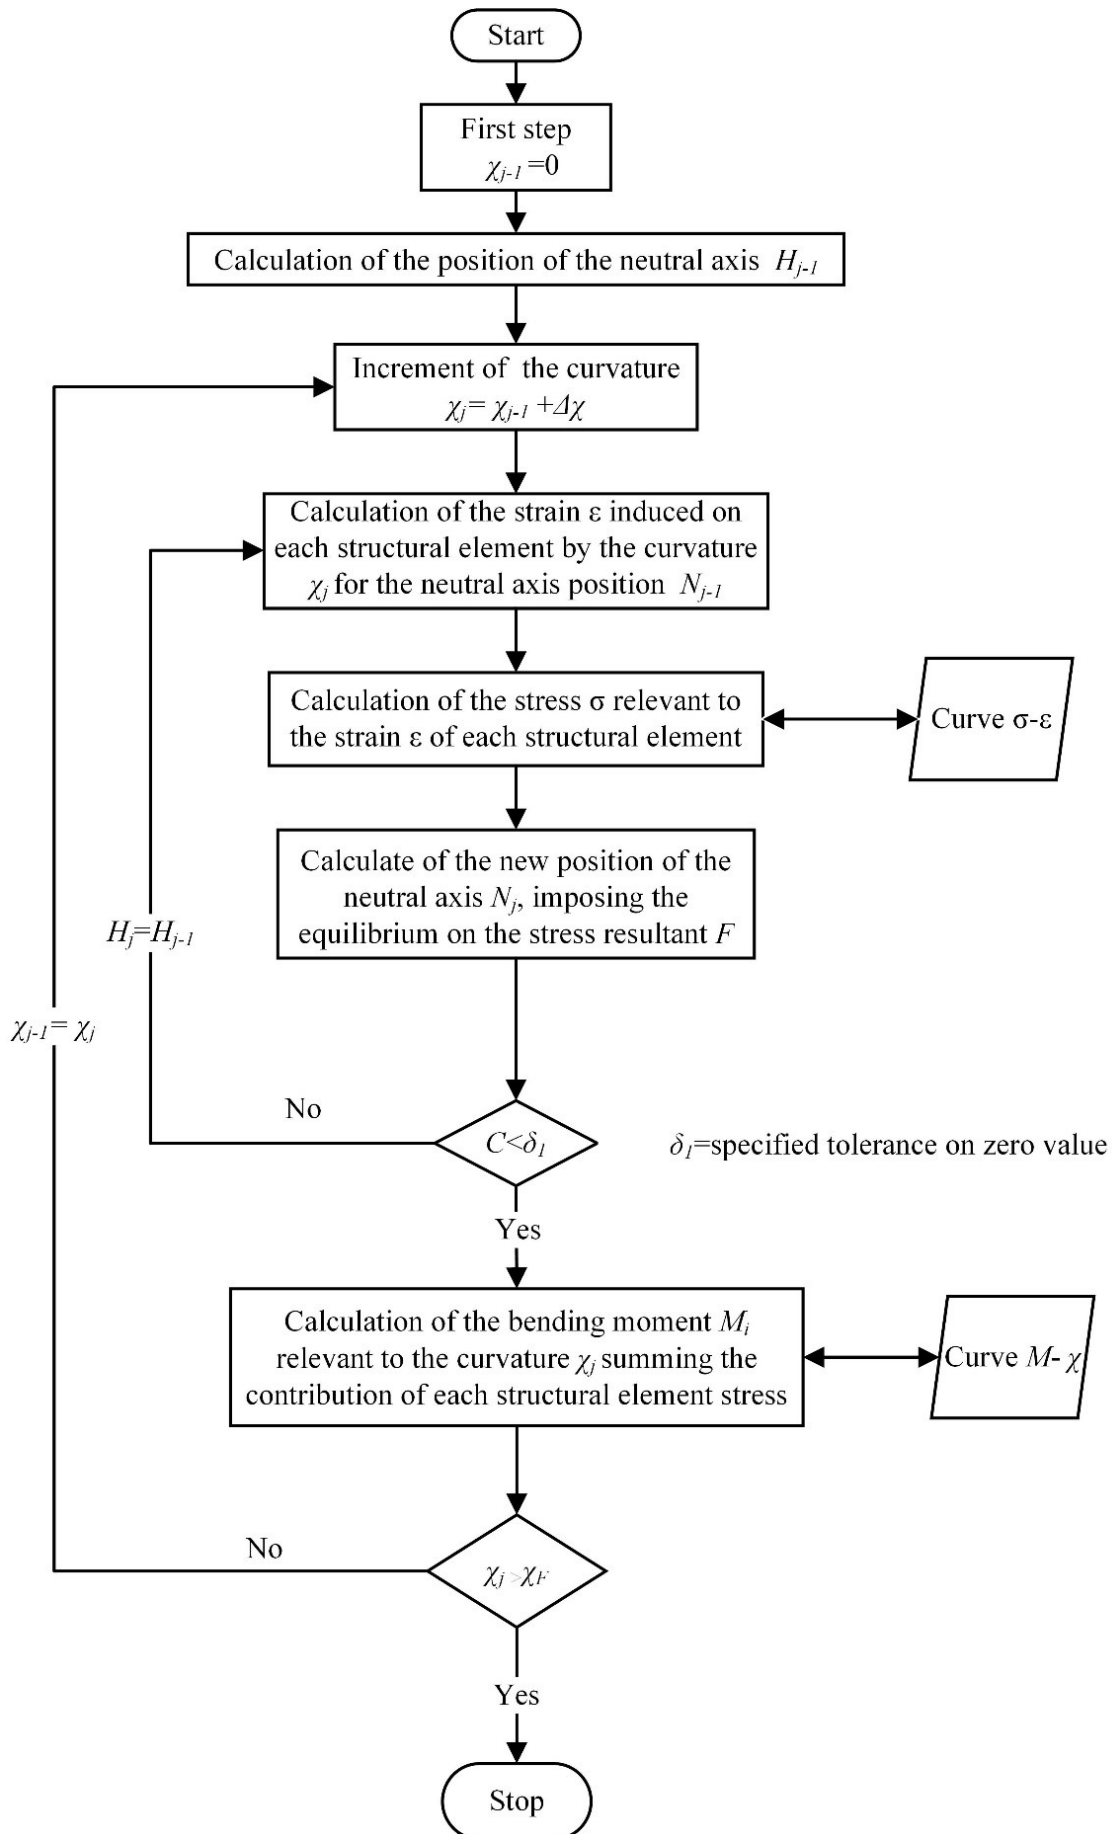 Start
First step
χj-1 =0
Calculation of the position of the neutral axis Hj-1
Increment of the curvature
χj= χj-1 +Δχ
Calculation of the strain ε induced on
each structural element by the curvature
χj for the neutral axis position Nj-1
Calculation of the stress σ relevant to
the strain ε of each structural element
Curve σ-ε
Calculate of the new position of the
neutral axis Nj, imposing the
equilibrium on the stress resultant F
Hj=Hj-1
χj-1= χj
No
C<δ1
δ1=specified tolerance on zero value
Yes
Calculation of the bending moment Mi
relevant to the curvature χj summing the
contribution of each structural element stress
Curve M- χ
No
χj >χF
Yes
Stop